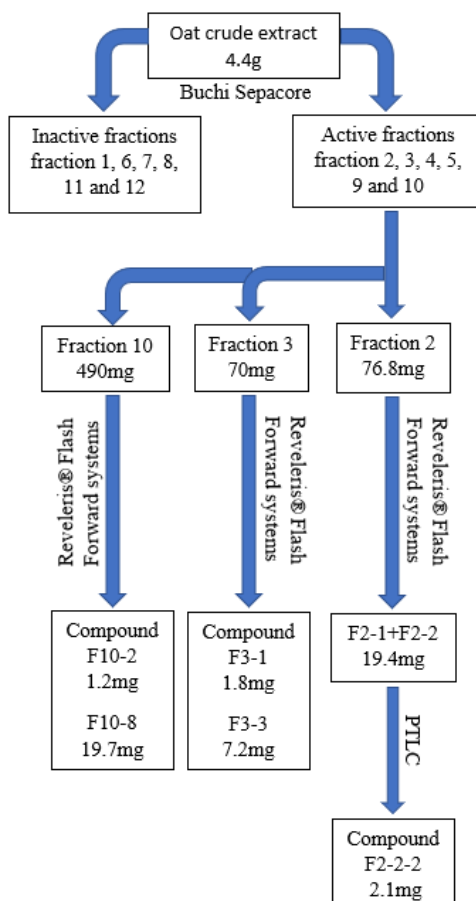 Oat crude extract
4.4g
Buchi Sepacore
Inactive fractions
fraction 1, 6, 7, 8,
11 and 12
Active fractions
fraction 2, 3, 4, 5,
9 and 10
Fraction 10
490mg
Fraction 3
70mg
Fraction 2
76.8mg
Reveleris® Flash
Forward systems
Reveleris® Flash
Forward systems
Reveleris® Flash
Forward systems
Compound
F10-2
1.2mg
F10-8
19.7mg
Compound
F3-1
1.8mg
F3-3
7.2mg
F2-1+F2-2
19.4mg
PTLC
Compound
F2-2-2
2.1mg